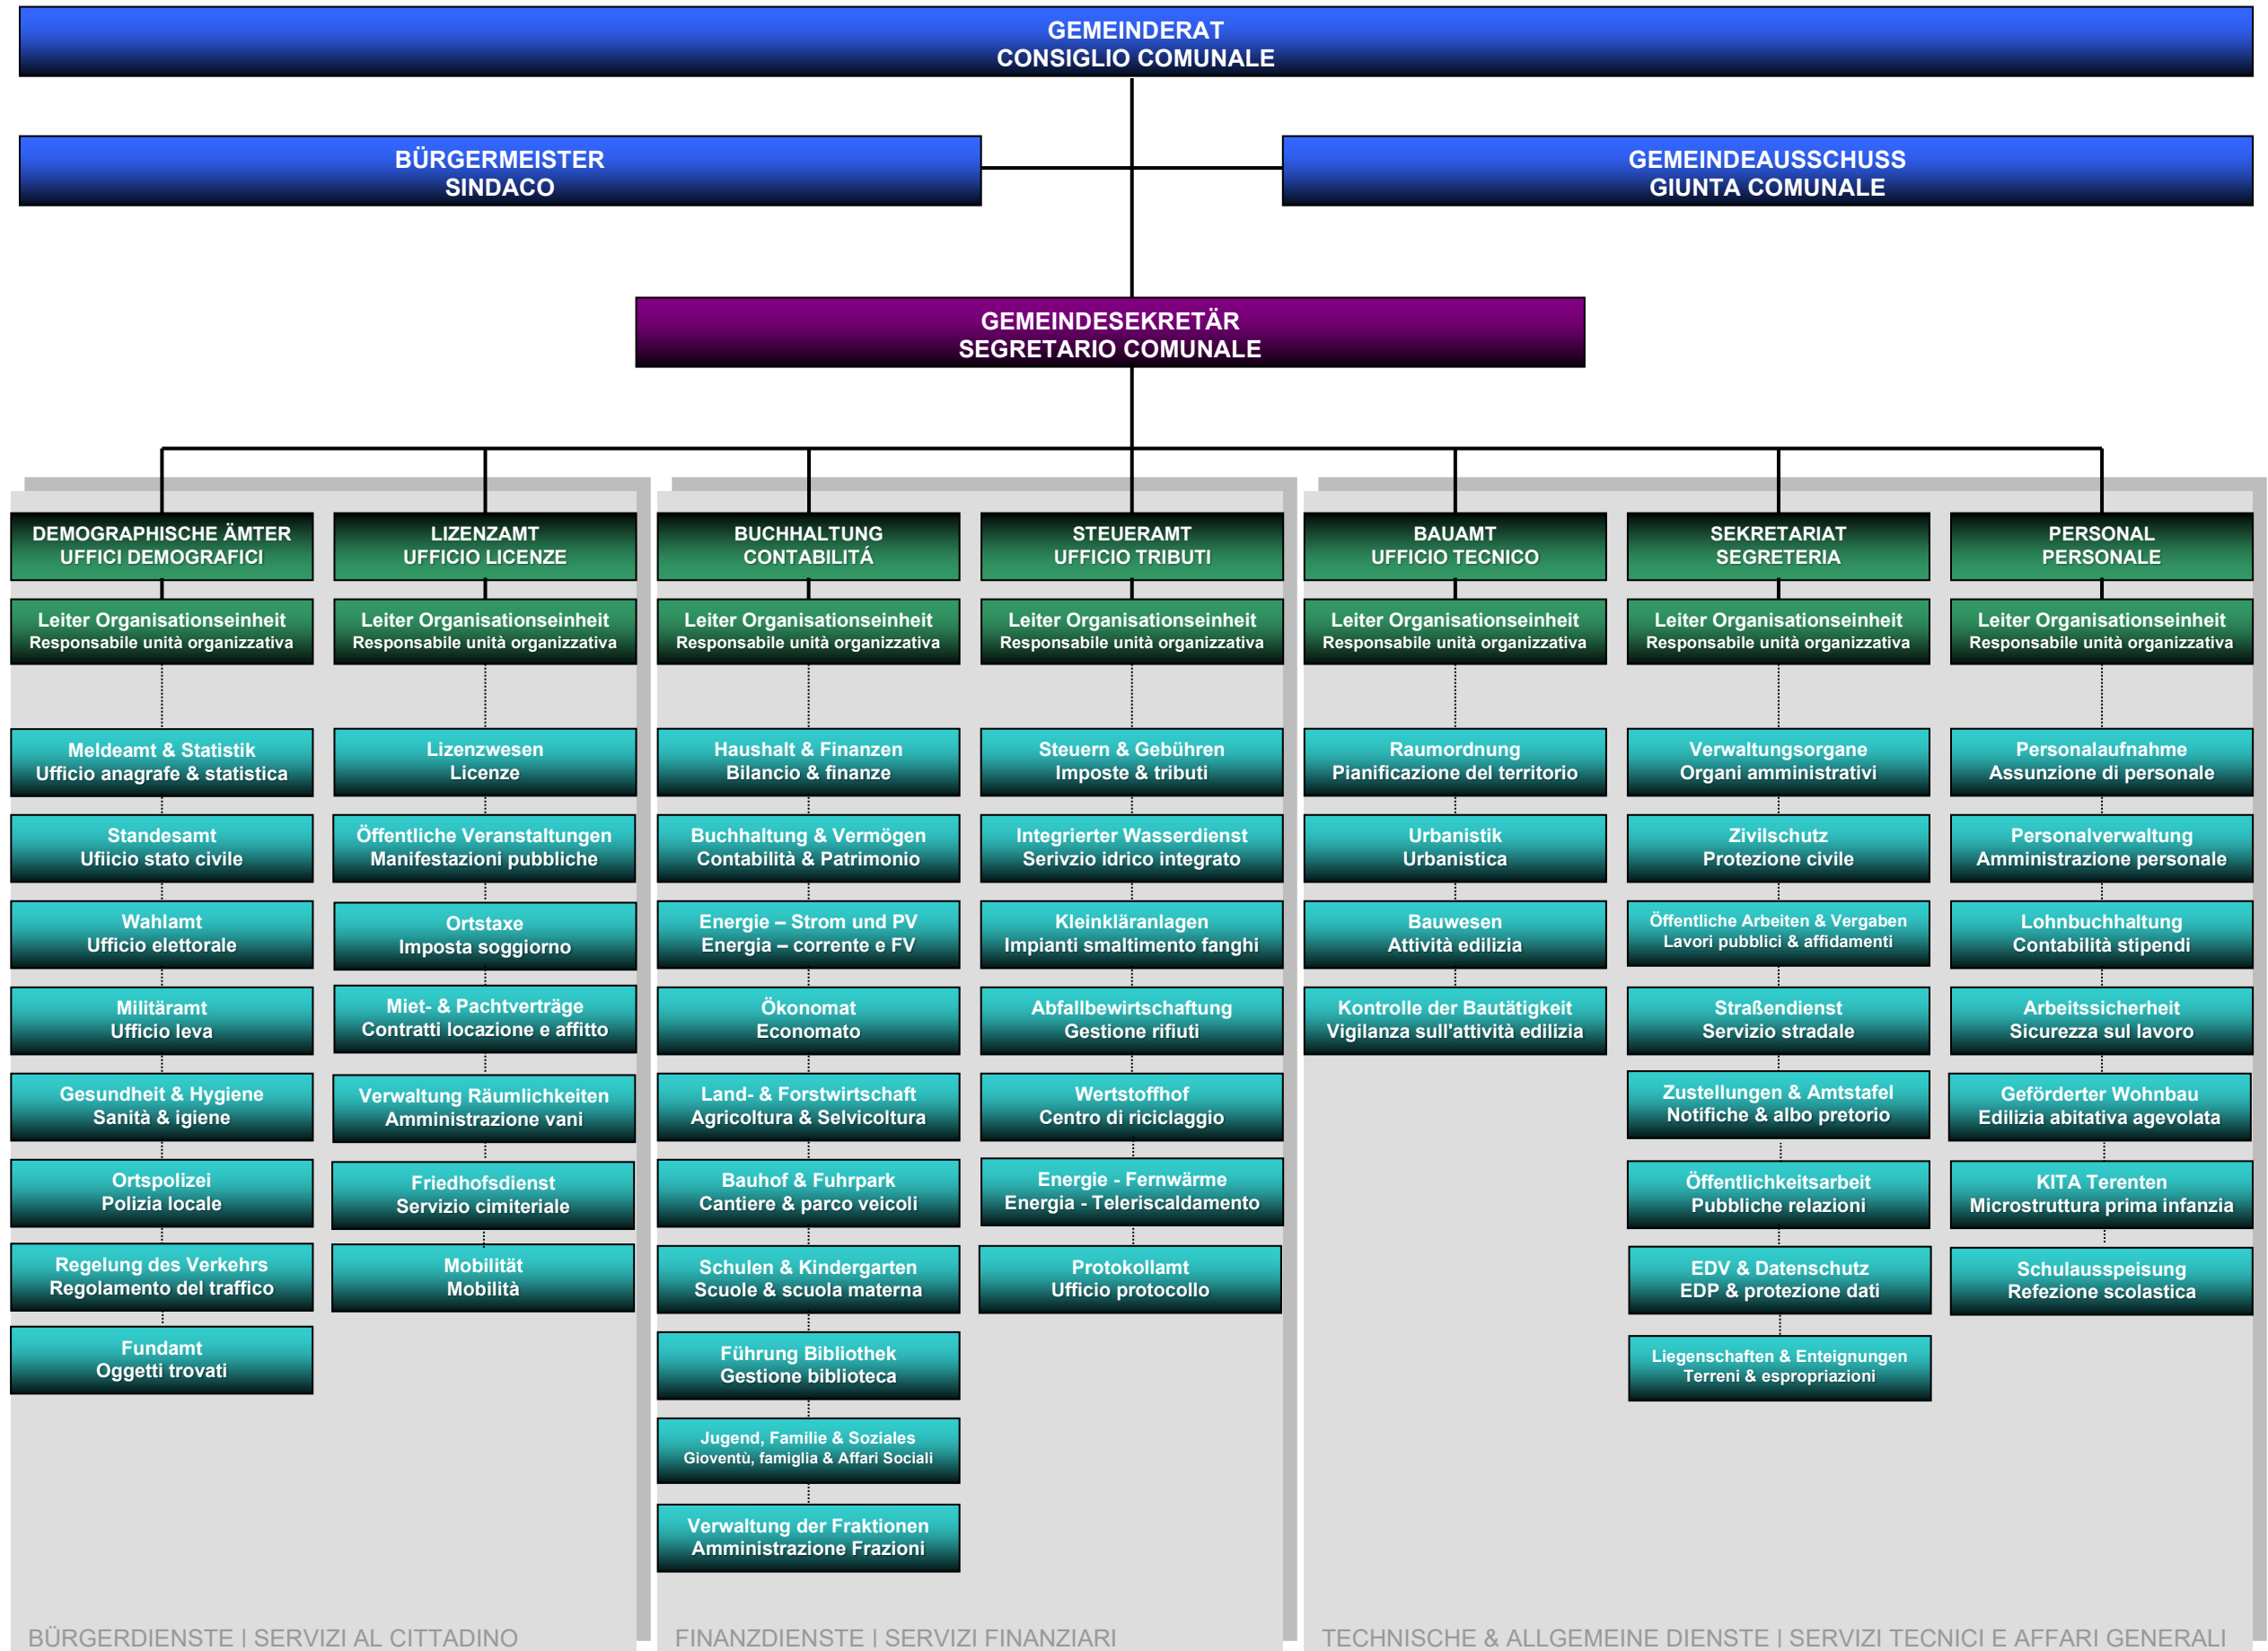 GEMEINDERAT
CONSIGLIO COMUNALE
BÜRGERMEISTER
SINDACO
GEMEINDEAUSSCHUSS
GIUNTA COMUNALE
GEMEINDESEKRETÄR
SEGRETARIO COMUNALE
DEMOGRAPHISCHE ÄMTER
UFFICI DEMOGRAFICI
Leiter Organisationseinheit
Responsabile unità organizzativa
Meldeamt & Statistik
Ufficio anagrafe & statistica
Standesamt
Ufiicio stato civile
Wahlamt
Ufficio elettorale
Militäramt
Ufficio leva
Gesundheit & Hygiene
Sanità & igiene
Ortspolizei
Polizia locale
Regelung des Verkehrs
Regolamento del traffico
Fundamt
Oggetti trovati
LIZENZAMT
UFFICIO LICENZE
Leiter Organisationseinheit
Responsabile unità organizzativa
Lizenzwesen
Licenze
Öffentliche Veranstaltungen
Manifestazioni pubbliche
Ortstaxe
Imposta soggiorno
Miet- & Pachtverträge
Contratti locazione e affitto
Verwaltung Räumlichkeiten
Amministrazione vani
Friedhofsdienst
Servizio cimiteriale
Mobilität
Mobilità
BÜRGERDIENSTE | SERVIZI AL CITTADINO
BUCHHALTUNG
CONTABILITÁ
Leiter Organisationseinheit
Responsabile unità organizzativa
Haushalt & Finanzen
Bilancio & finanze
Buchhaltung & Vermögen
Contabilità & Patrimonio
Energie – Strom und PV
Energia – corrente e FV
Ökonomat
Economato
Land- & Forstwirtschaft
Agricoltura & Selvicoltura
Bauhof & Fuhrpark
Cantiere & parco veicoli
Schulen & Kindergarten
Scuole & scuola materna
Führung Bibliothek
Gestione biblioteca
Jugend, Familie & Soziales
Gioventù, famiglia & Affari Sociali
Verwaltung der Fraktionen
Amministrazione Frazioni
STEUERAMT
UFFICIO TRIBUTI
Leiter Organisationseinheit
Responsabile unità organizzativa
Steuern & Gebühren
Imposte & tributi
Integrierter Wasserdienst
Serivzio idrico integrato
Kleinkläranlagen
Impianti smaltimento fanghi
Abfallbewirtschaftung
Gestione rifiuti
Wertstoffhof
Centro di riciclaggio
Energie - Fernwärme
Energia - Teleriscaldamento
Protokollamt
Ufficio protocollo
FINANZDIENSTE | SERVIZI FINANZIARI
BAUAMT
UFFICIO TECNICO
Leiter Organisationseinheit
Responsabile unità organizzativa
Raumordnung
Pianificazione del territorio
Urbanistik
Urbanistica
Bauwesen
Attività edilizia
Kontrolle der Bautätigkeit
Vigilanza sull'attività edilizia
SEKRETARIAT
SEGRETERIA
Leiter Organisationseinheit
Responsabile unità organizzativa
Verwaltungsorgane
Organi amministrativi
Zivilschutz
Protezione civile
Öffentliche Arbeiten & Vergaben
Lavori pubblici & affidamenti
Straßendienst
Servizio stradale
Zustellungen & Amtstafel
Notifiche & albo pretorio
Öffentlichkeitsarbeit
Pubbliche relazioni
EDV & Datenschutz
EDP & protezione dati
Liegenschaften & Enteignungen
Terreni & espropriazioni
PERSONAL
PERSONALE
Leiter Organisationseinheit
Responsabile unità organizzativa
Personalaufnahme
Assunzione di personale
Personalverwaltung
Amministrazione personale
Lohnbuchhaltung
Contabilità stipendi
Arbeitssicherheit
Sicurezza sul lavoro
Geförderter Wohnbau
Edilizia abitativa agevolata
KITA Terenten
Microstruttura prima infanzia
Schulausspeisung
Refezione scolastica
TECHNISCHE & ALLGEMEINE DIENSTE | SERVIZI TECNICI E AFFARI GENERALI